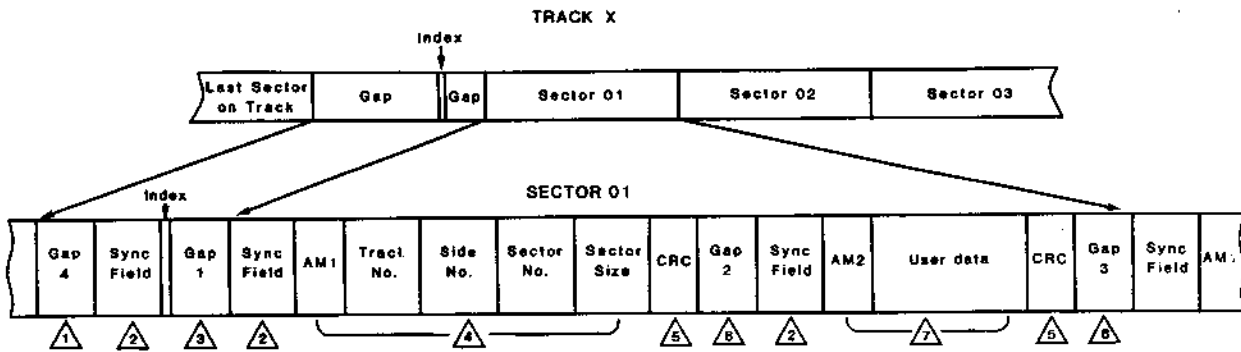 TRACK X
Index
Last Sector on Track Gap Gap Sector 01 Sector 02 Sector 03
Index
SECTOR 01
Gap 4 Sync Field Gap 1 Sync Field AM1 Tract. No. Side No. Sector No. Sector Size CRC Gap 2 Sync Field AM2 User data CRC Gap 3 Sync Field AM
1 2 3 2 4 5 8 2 7 5 6